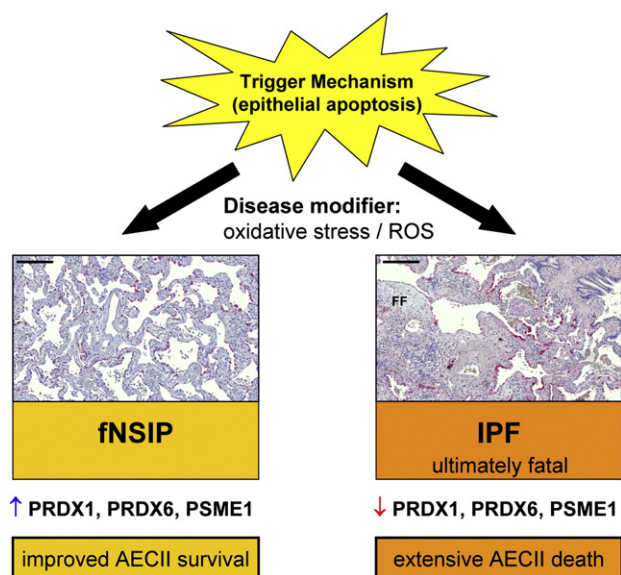 Trigger Mechanism
(epithelial apoptosis)
Disease modifier:
oxidative stress / ROS
FF
fNSIP
IPF
ultimately fatal
↑ PRDX1, PRDX6, PSME1
↓ PRDX1, PRDX6, PSME1
improved AECII survival
extensive AECII death